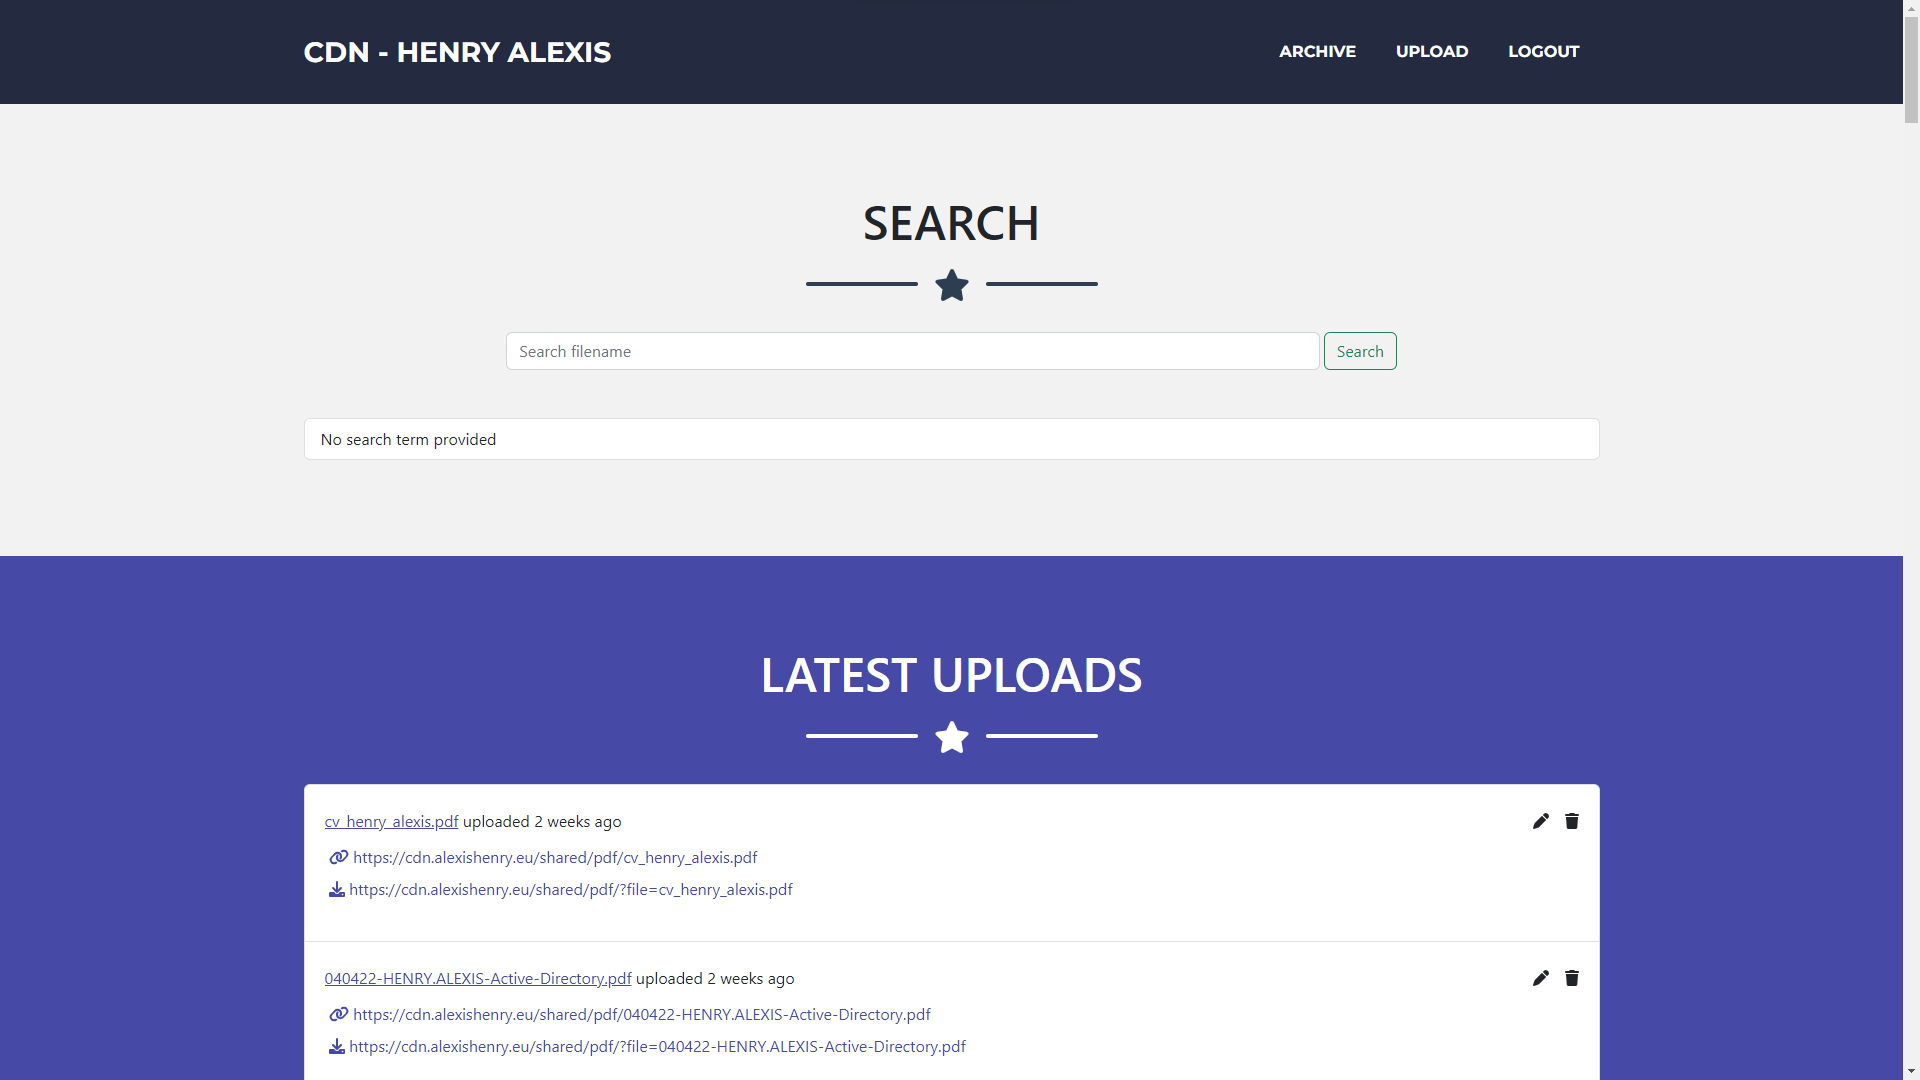 CDN - HENRY ALEXIS
ARCHIVE UPLOAD LOGOUT
SEARCH
Search filename Search
No search term provided
LATEST UPLOADS
cv_henry_alexis.pdf uploaded 2 weeks ago
https://cdn.alexishenry.eu/shared/pdf/cv_henry_alexis.pdf
https://cdn.alexishenry.eu/shared/pdf/?file=cv_henry_alexis.pdf
040422-HENRY.ALEXIS-Active-Directory.pdf uploaded 2 weeks ago
https://cdn.alexishenry.eu/shared/pdf/040422-HENRY.ALEXIS-Active-Directory.pdf
https://cdn.alexishenry.eu/shared/pdf/?file=040422-HENRY.ALEXIS-Active-Directory.pdf